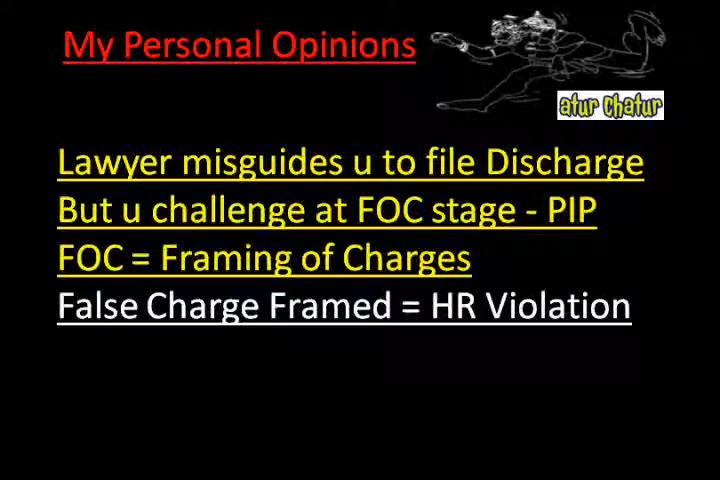 My Personal Opinions
atur chatur
Lawyer misguides u to file Discharge
But u challenge at FOC stage - PIP
FOC = Framing of Charges
False Charge Framed = HR Violation